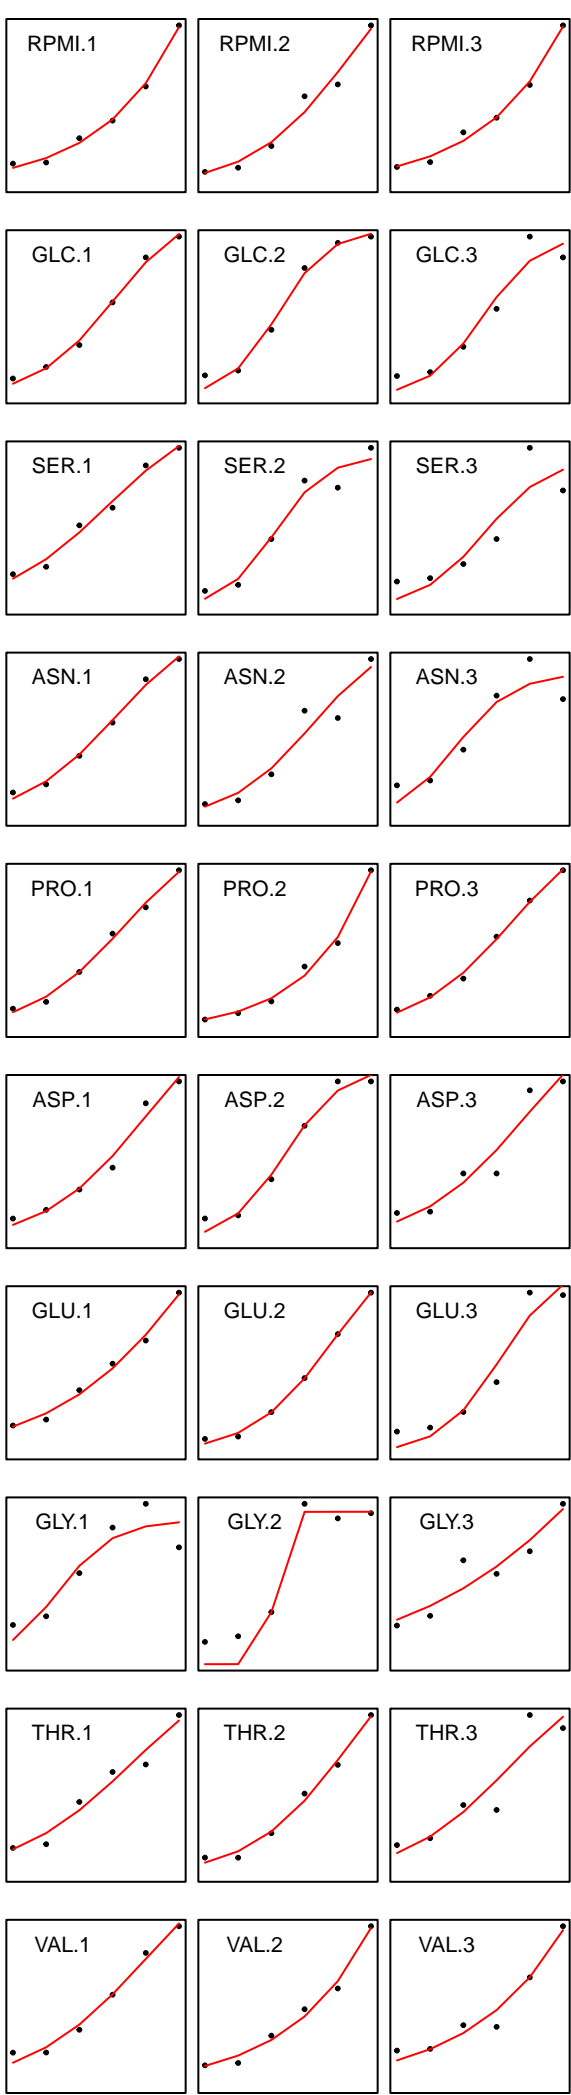 RPMI.1 RPMI.2 RPMI.3
GLC.1 GLC.2 GLC.3
SER.1 SER.2 SER.3
ASN.1 ASN.2 ASN.3
PRO.1 PRO.2 PRO.3
ASP.1 ASP.2 ASP.3
GLU.1 GLU.2 GLU.3
GLY.1 GLY.2 GLY.3
THR.1 THR.2 THR.3
VAL.1 VAL.2 VAL.3